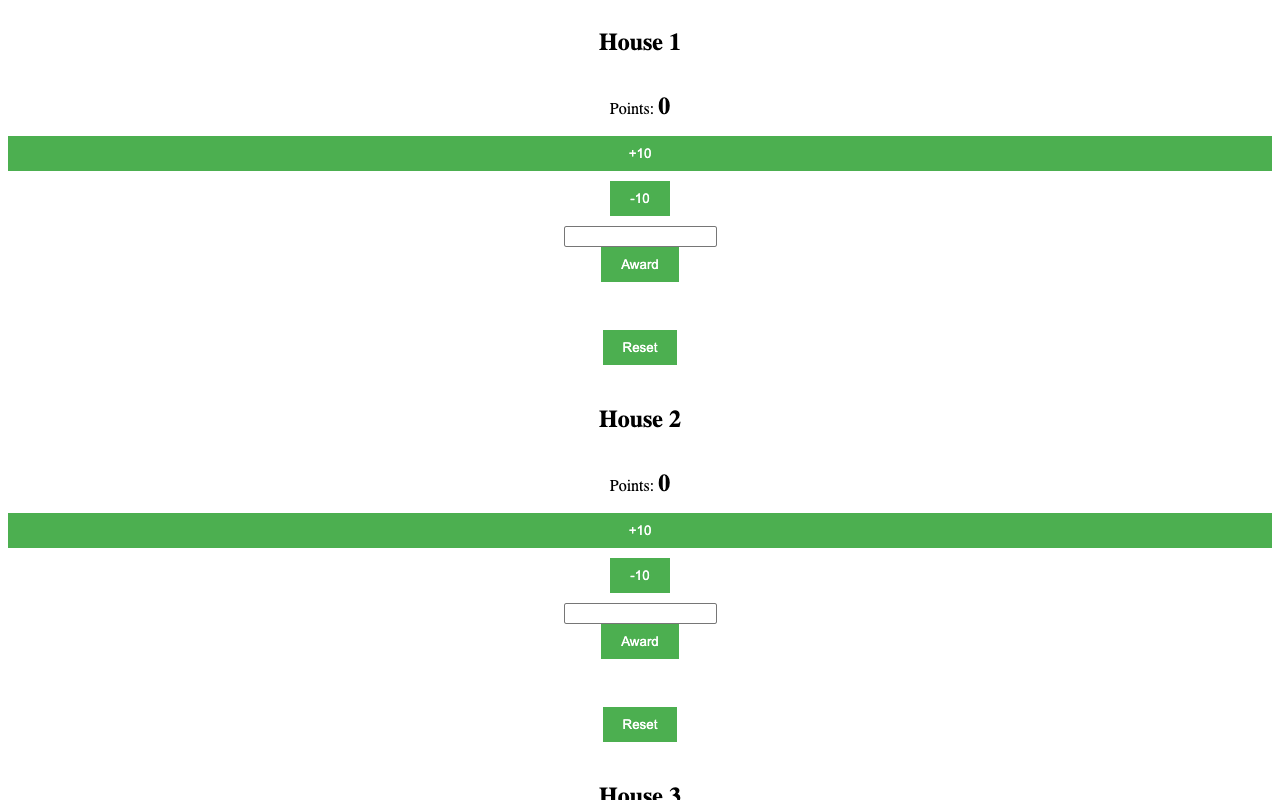 House 1
Points: 0
+10
-10
Award
Reset
House 2
Points: 0
+10
-10
Award
Reset
House 3